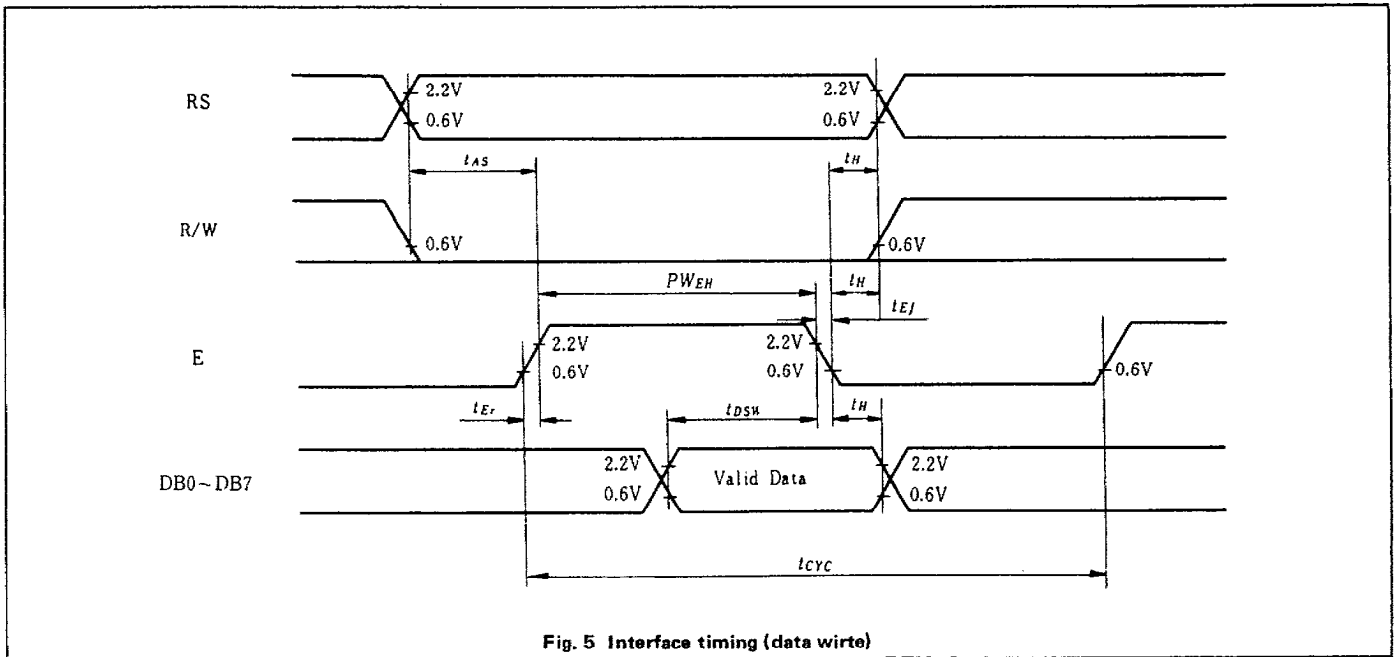 RS
2.2V
0.6V
2.2V
0.6V
tAS
tH
R/W
0.6V
0.6V
PWEH
tH
tEf
E
2.2V
0.6V
2.2V
0.6V
0.6V
tEr
tDSW
tH
DB0~DB7
2.2V
0.6V
Valid Data
2.2V
0.6V
tCYC
Fig. 5 Interface timing (data wirte)